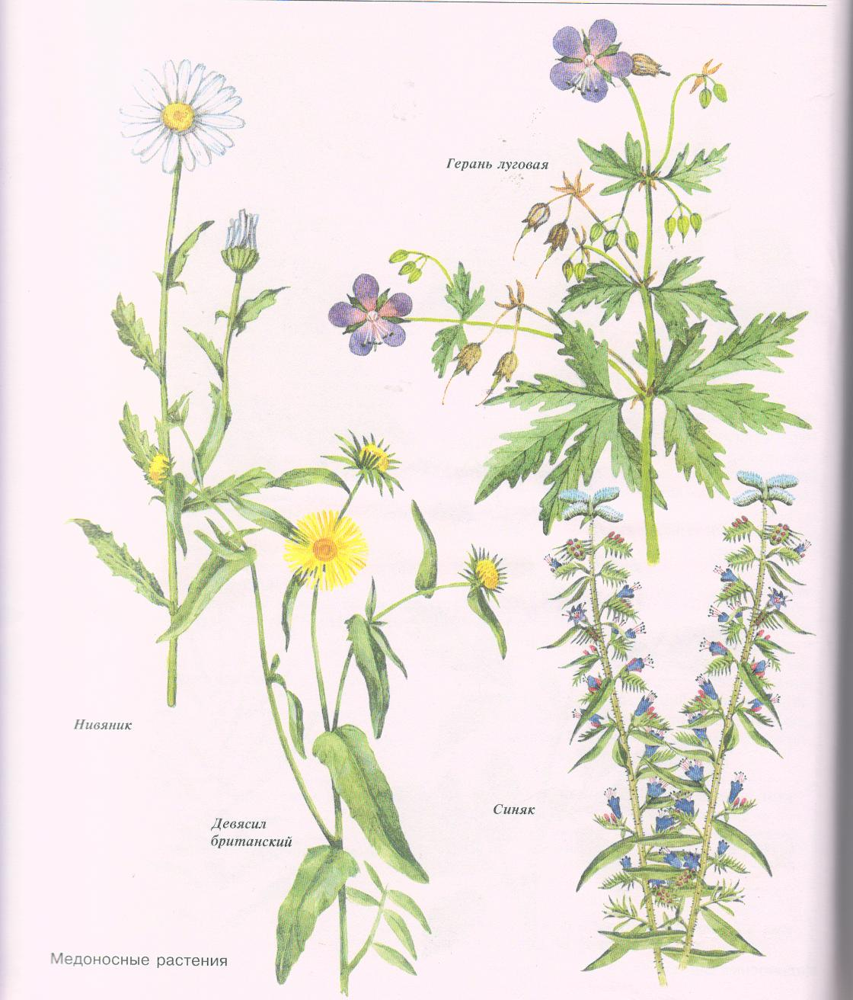 Герань луговая
Нивяник
Синяк
Девясил
британский
Медоносные растения